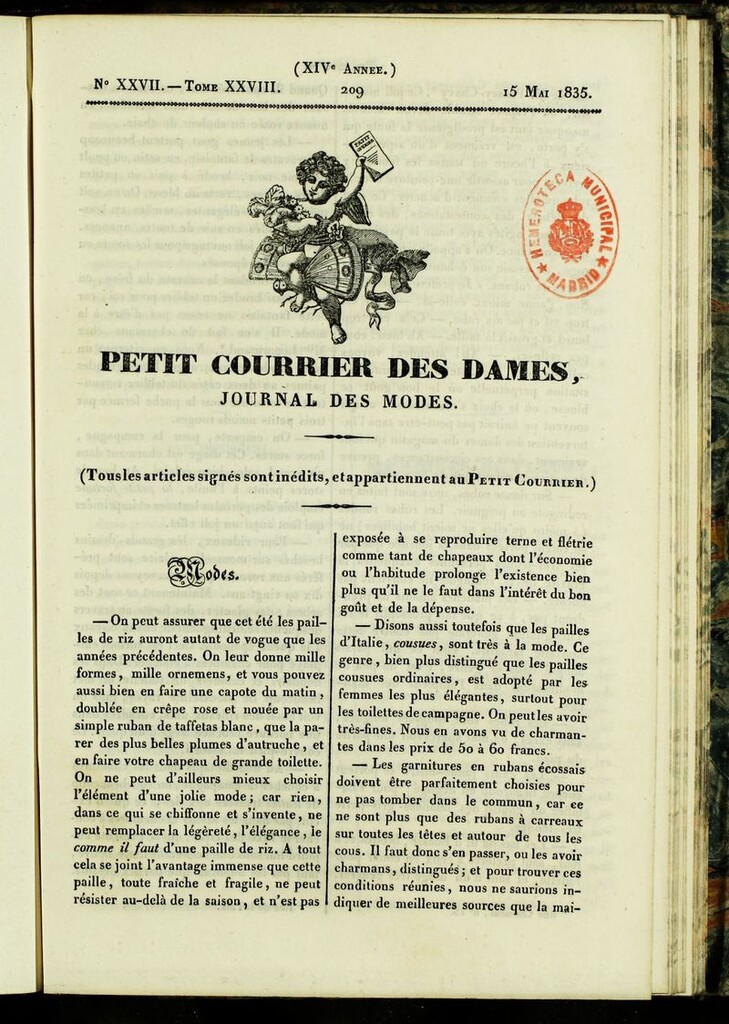 (XIVe ANNEE.)
No XXVII. — TOME XXVIII. 209 15 MAI 1835.
PETIT
COURRIER
HEMEROTECA MUNICIPAL
★ MADRID ★
PETIT COURRIER DES DAMES,
JOURNAL DES MODES.
(Tous les articles signés sont inédits, et appartiennent au PETIT COURRIER.)
Modes.
— On peut assurer que cet été les pail-
les de riz auront autant de vogue que les
années précédentes. On leur donne mille
formes, mille ornemens, et vous pouvez
aussi bien en faire une capote du matin,
doublée en crêpe rose et nouée par un
simple ruban de taffetas blanc, que la pa-
rer des plus belles plumes d'autruche, et
en faire votre chapeau de grande toilette.
On ne peut d'ailleurs mieux choisir
l'élément d'une jolie mode; car rien,
dans ce qui se chiffonne et s'invente, ne
peut remplacer la légèreté, l'élégance, le
comme il faut d'une paille de riz. A tout
cela se joint l'avantage immense que cette
paille, toute fraîche et fragile, ne peut
résister au-delà de la saison, et n'est pas
exposée à se reproduire terne et flétrie
comme tant de chapeaux dont l'économie
ou l'habitude prolonge l'existence bien
plus qu'il ne le faut dans l'intérêt du bon
goût et de la dépense.
— Disons aussi toutefois que les pailles
d'Italie, cousues, sont très à la mode. Ce
genre, bien plus distingué que les pailles
cousues ordinaires, est adopté par les
femmes les plus élégantes, surtout pour
les toilettes de campagne. On peut les avoir
très-fines. Nous en avons vu de charman-
tes dans les prix de 50 à 60 francs.
— Les garnitures en rubans écossais
doivent être parfaitement choisies pour
ne pas tomber dans le commun, car ce
ne sont plus que des rubans à carreaux
sur toutes les têtes et autour de tous les
cous. Il faut donc s'en passer, ou les avoir
charmans, distingués; et pour trouver ces
conditions réunies, nous ne saurions in-
diquer de meilleures sources que la mai-